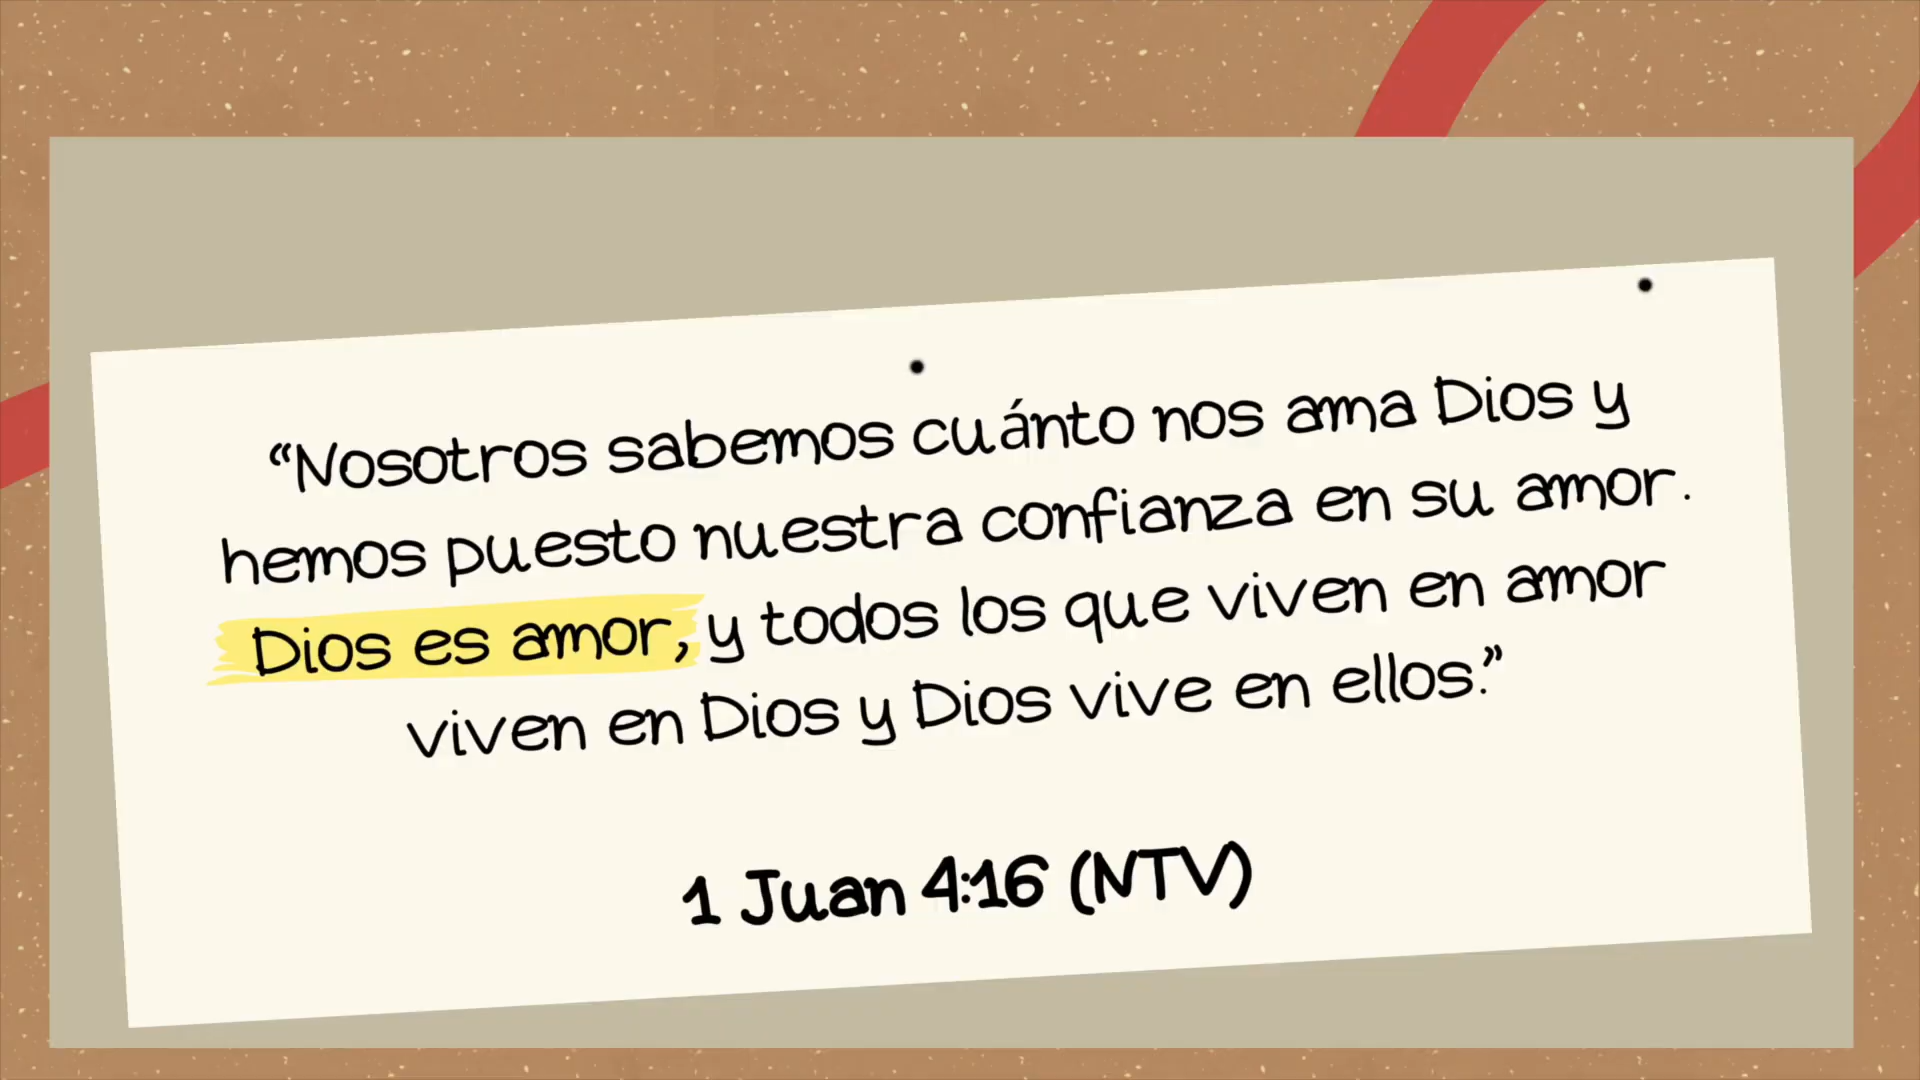 “Nosotros sabemos cuánto nos ama Dios y
hemos puesto nuestra confianza en su amor.
Dios es amor, y todos los que viven en amor
viven en Dios y Dios vive en ellos.”
1 Juan 4:16 (NTV)